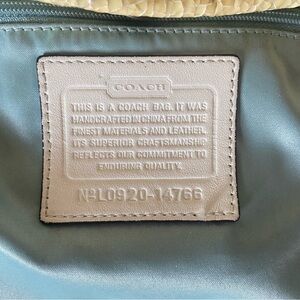 COACH
THIS IS A COACH BAG. IT WAS
HANDCRAFTED IN CHINA FROM THE
FINEST MATERIALS AND LEATHER.
ITS SUPERIOR CRAFTSMANSHIP
REFLECTS OUR COMMITMENT TO
ENDURING QUALITY.
Nº L0920-14766